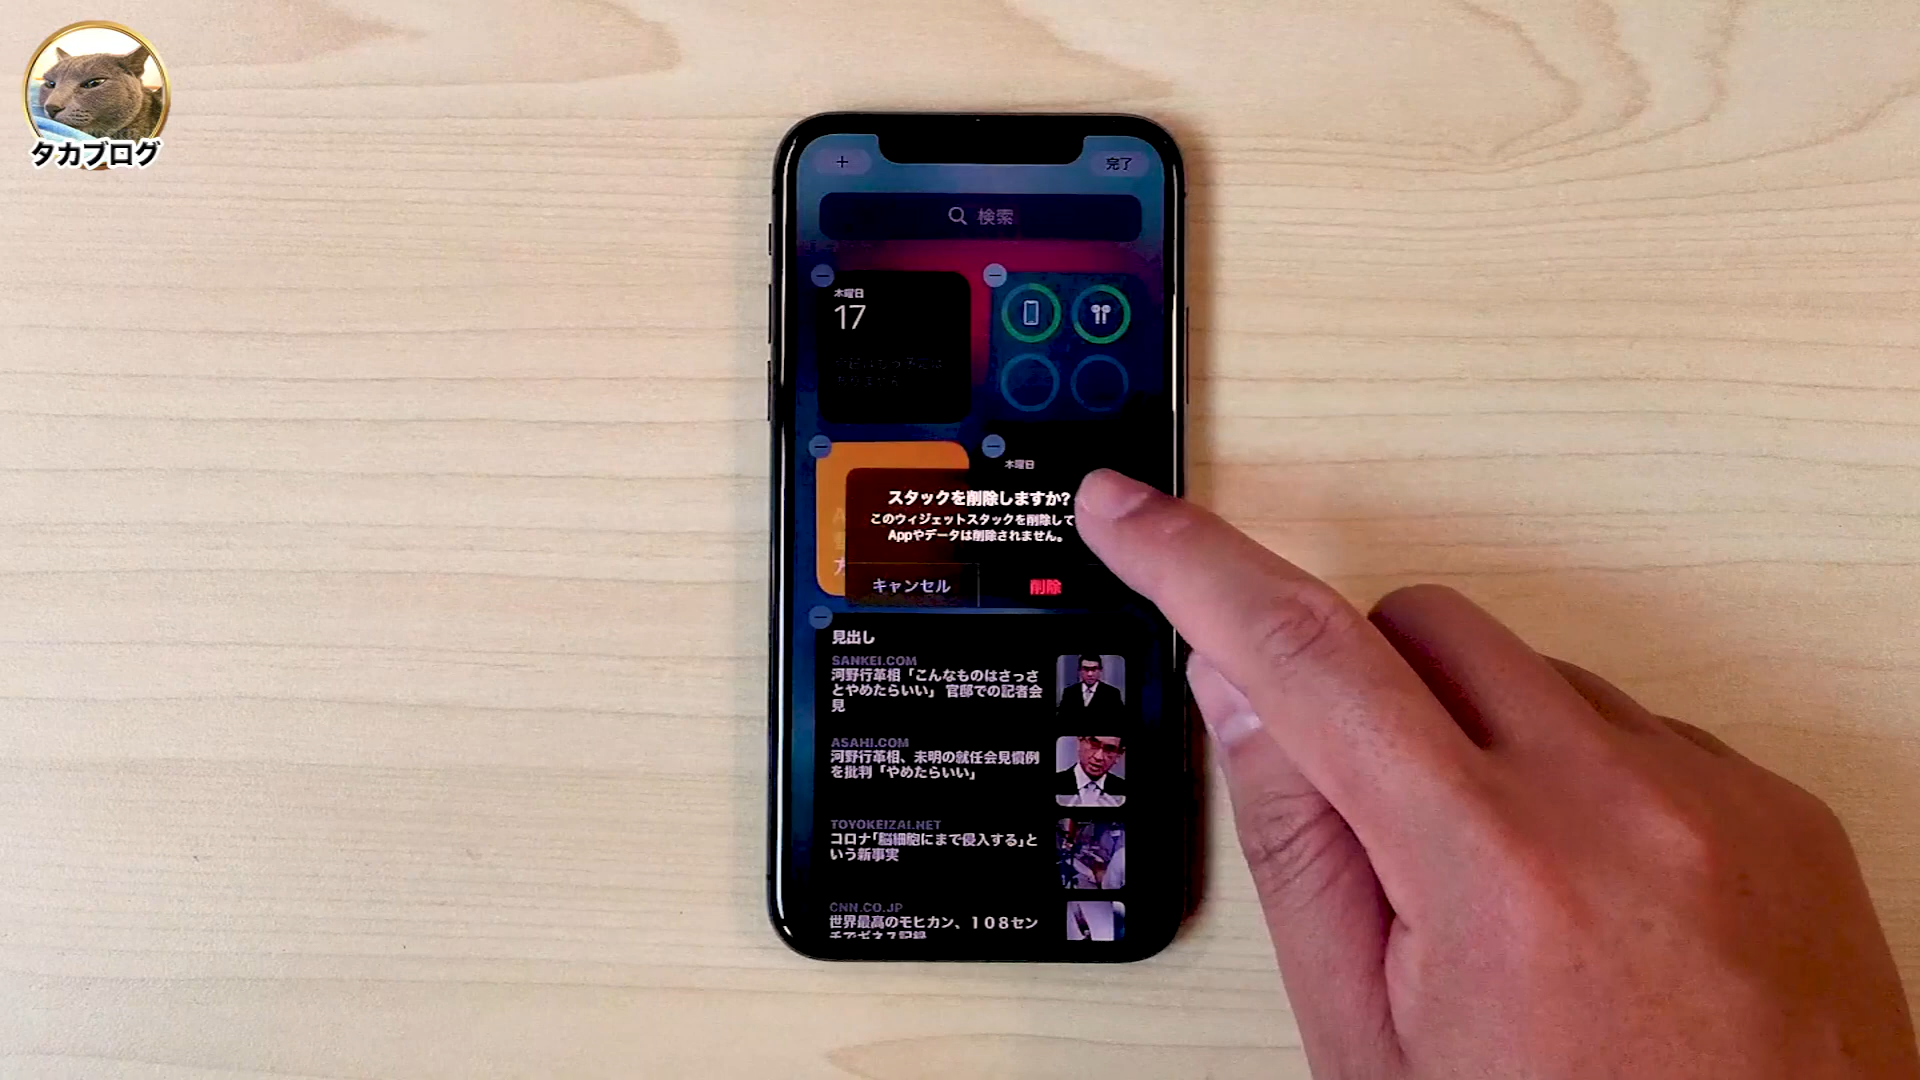 タカブログ
+
完了
検索
木曜日
17
木曜日
スタックを削除しますか?
このウィジェットスタックを削除して
Appやデータは削除されません。
キャンセル
削除
見出し
SANKEI.COM
河野行革相「こんなものはさっさ
とやめたらいい」 官邸での記者会
見
ASAHI.COM
河野行革相、未明の就任会見慣例
を批判「やめたらいい」
TOYOKEIZAI.NET
コロナ「脳細胞にまで侵入する」と
いう新事実
CNN.CO.JP
世界最高のモヒカン、108セン
チでギネス記録